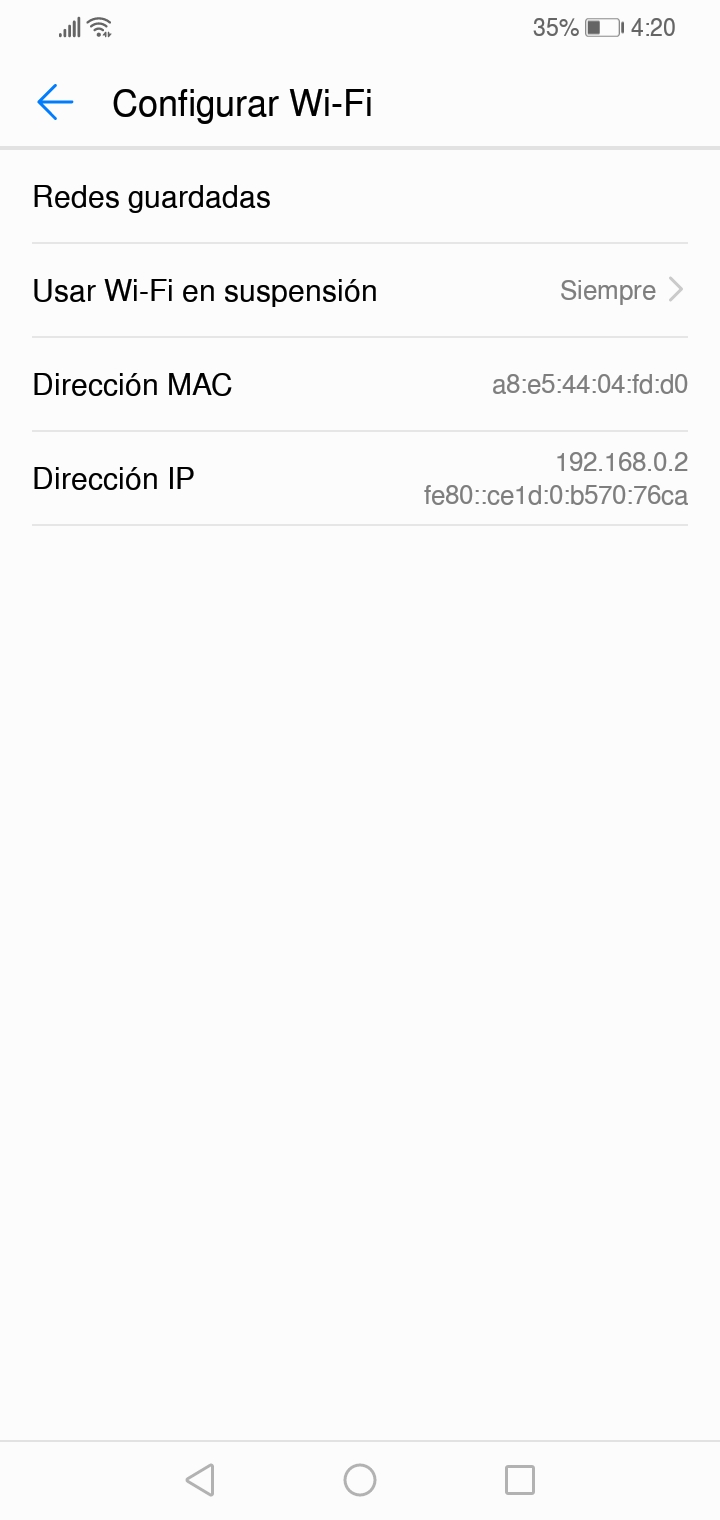 35% 4:20
Configurar Wi-Fi
Redes guardadas
Usar Wi-Fi en suspensión Siempre
Dirección MAC a8:e5:44:04:fd:d0
Dirección IP 192.168.0.2
fe80::ce1d:0:b570:76ca